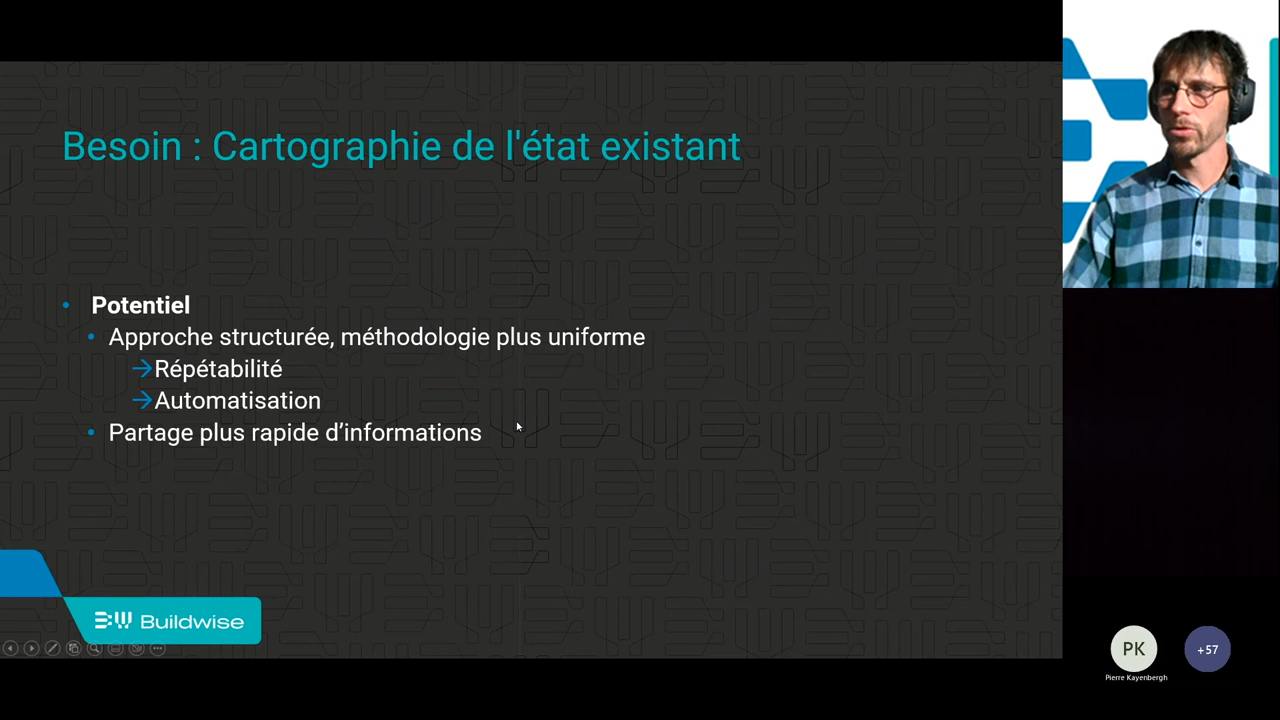 Besoin : Cartographie de l'état existant
• Potentiel
• Approche structurée, méthodologie plus uniforme
→Répétabilité
→Automatisation
• Partage plus rapide d’informations
Buildwise
PK
+57
Pierre Kayenbergh